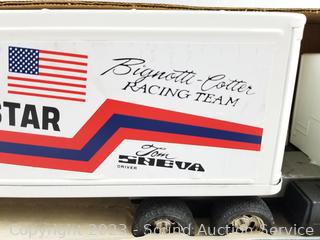 Bignotti-Cotter
RACING TEAM
STAR
Tom
SNEVA
DRIVER
Copyright 2023 - Sound Auction Service